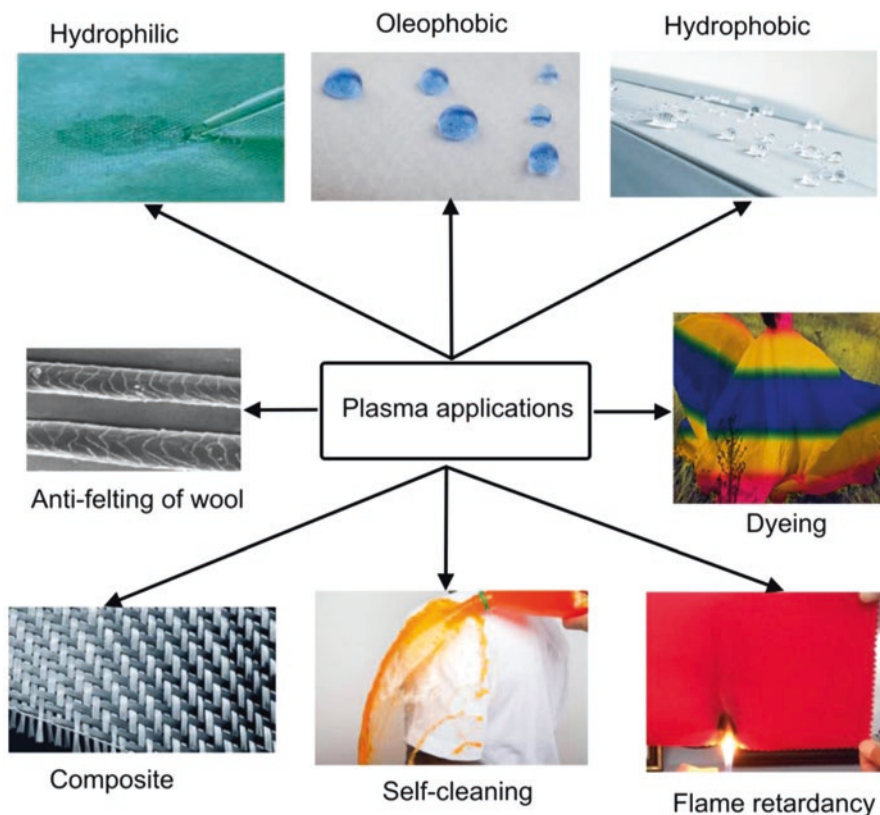 Hydrophilic
Oleophobic
Hydrophobic
Plasma applications
Anti-felting of wool
Dyeing
Composite
Self-cleaning
Flame retardancy